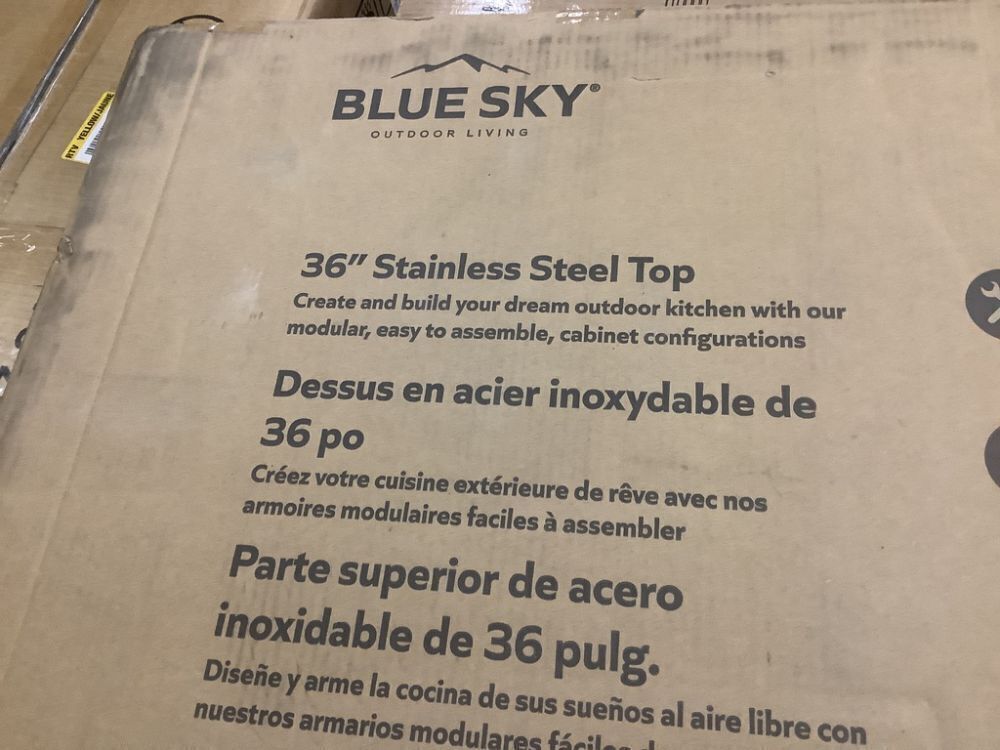 BLUE SKY®
OUTDOOR LIVING
RTV YELLOW/JAUNE
36" Stainless Steel Top
Create and build your dream outdoor kitchen with our
modular, easy to assemble, cabinet configurations
Dessus en acier inoxydable de
36 po
Créez votre cuisine extérieure de rêve avec nos
armoires modulaires faciles à assembler
Parte superior de acero
inoxidable de 36 pulg.
Diseñe y arme la cocina de sus sueños al aire libre con
nuestros armarios modulares